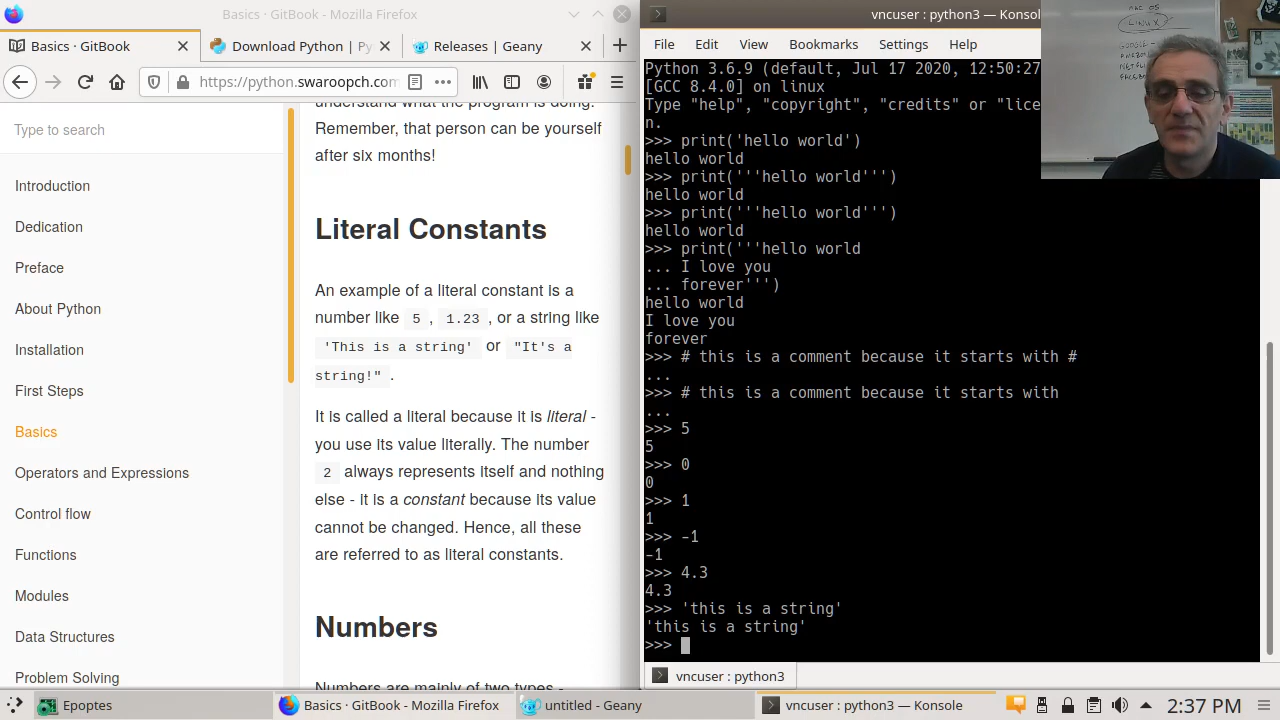 Basics · GitBook - Mozilla Firefox
Basics · GitBook
Download Python | Py
Releases | Geany
https://python.swaroopch.com
Type to search
Introduction
Dedication
Preface
About Python
Installation
First Steps
Basics
Operators and Expressions
Control flow
Functions
Modules
Data Structures
Problem Solving
understand what the program is doing.
Remember, that person can be yourself
after six months!
Literal Constants
An example of a literal constant is a
number like 5 , 1.23 , or a string like
'This is a string' or "It's a
string!" .
It is called a literal because it is literal -
you use its value literally. The number
2 always represents itself and nothing
else - it is a constant because its value
cannot be changed. Hence, all these
are referred to as literal constants.
Numbers
Numbers are mainly of two types -
vncuser : python3 — Konsol
File Edit View Bookmarks Settings Help
Python 3.6.9 (default, Jul 17 2020, 12:50:27
[GCC 8.4.0] on linux
Type "help", "copyright", "credits" or "lice
n.
>>> print('hello world')
hello world
>>> print('''hello world''')
hello world
>>> print('''hello world''')
hello world
>>> print('''hello world
... I love you
... forever''')
hello world
I love you
forever
>>> # this is a comment because it starts with #
...
>>> # this is a comment because it starts with
...
>>> 5
5
>>> 0
0
>>> 1
1
>>> -1
-1
>>> 4.3
4.3
>>> 'this is a string'
'this is a string'
>>>
vncuser : python3
LINUX
Epoptes
Basics · GitBook - Mozilla Firefox
untitled - Geany
vncuser : python3 — Konsole
2:37 PM